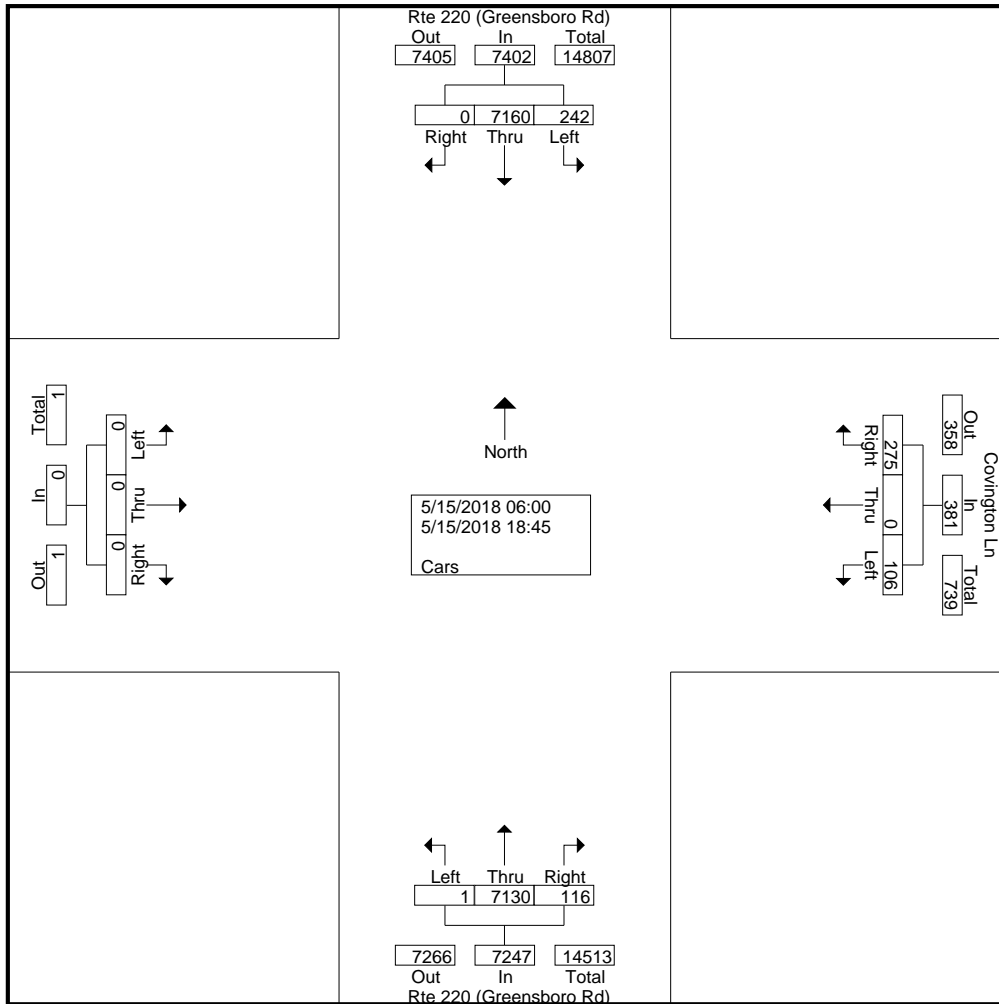 Rte 220 (Greensboro Rd)
Out In Total
7405 7402 14807
0 7160 242
Right Thru Left
Total In Out
1 0 1
0 0 0
Left Thru Right
North
5/15/2018 06:00
5/15/2018 18:45
Cars
Covington Ln
Out In Total
358 381 739
275 0 106
Right Thru Left
Left Thru Right
1 7130 116
7266 7247 14513
Out In Total
Rte 220 (Greensboro Rd)